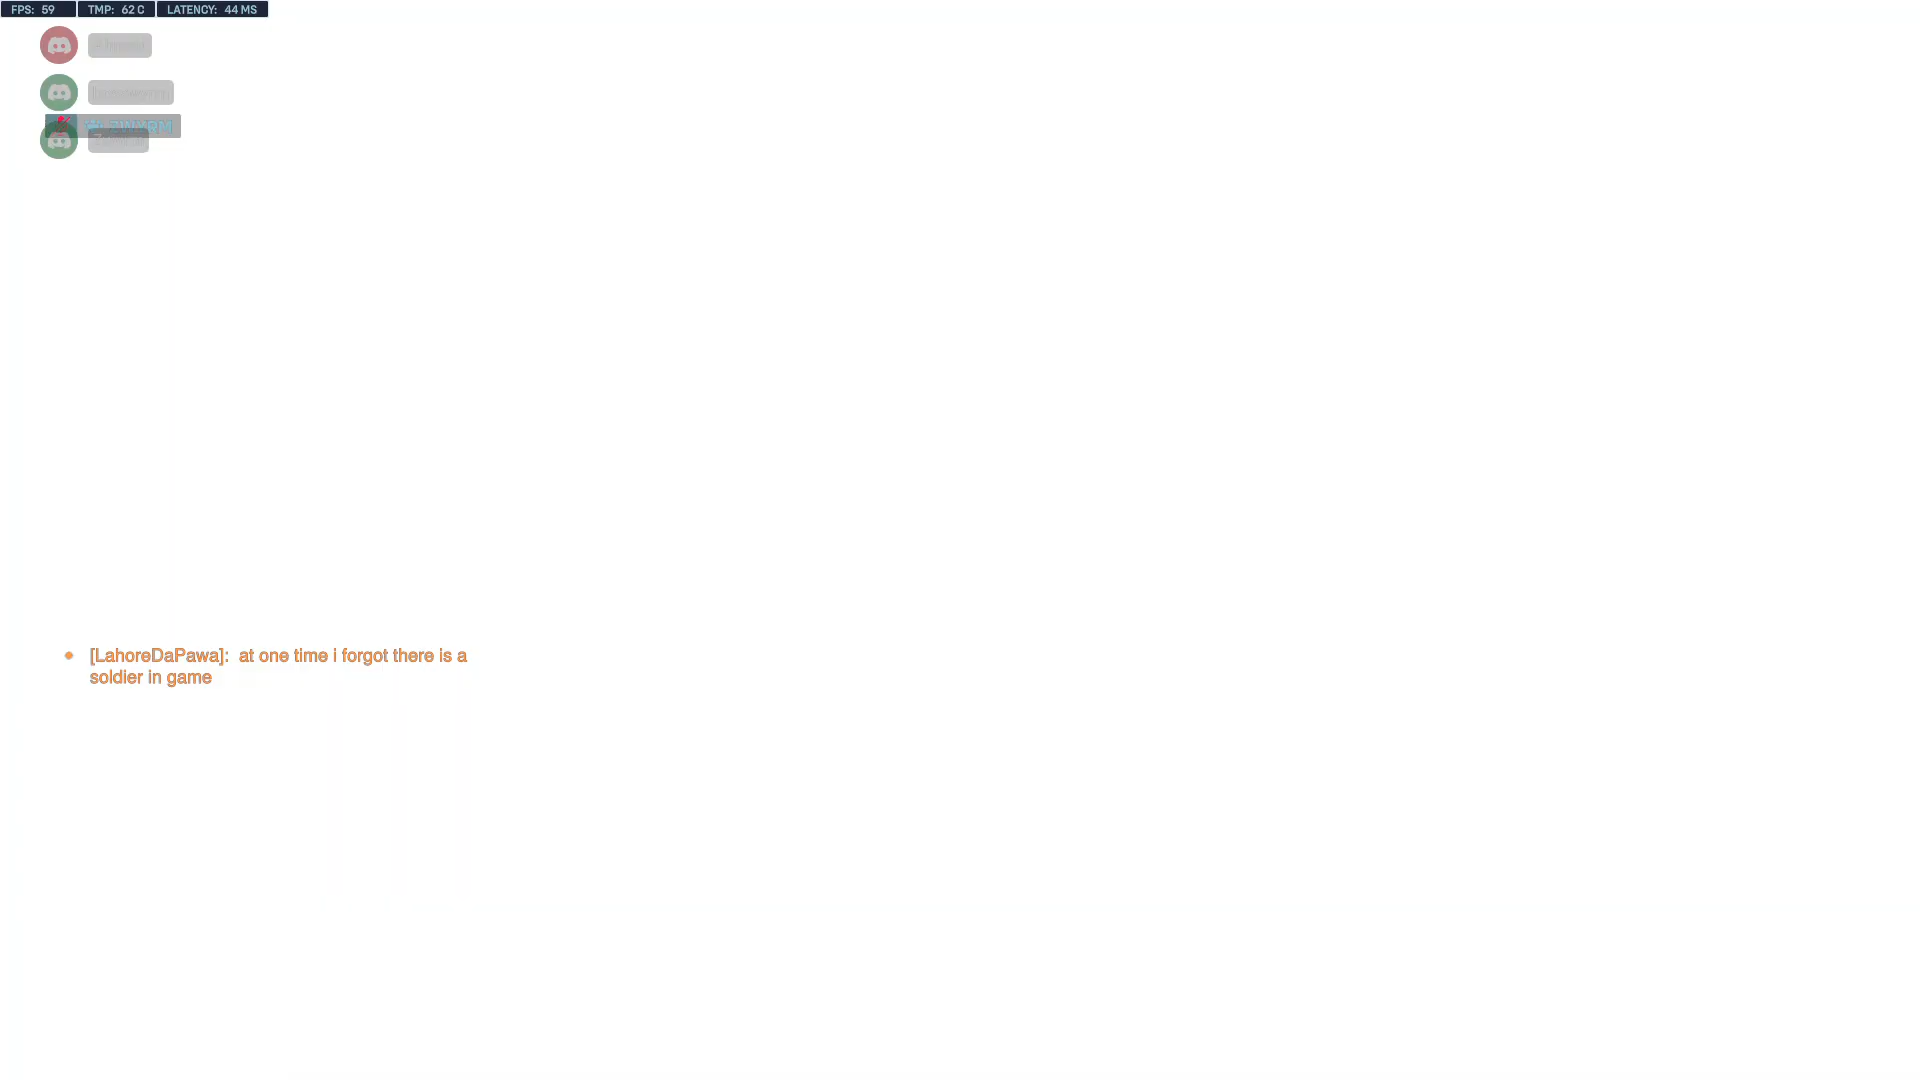 FPS: 59 TMP: 62 C LATENCY: 44 MS
[LahoreDaPawa]: at one time i forgot there is a
soldier in game